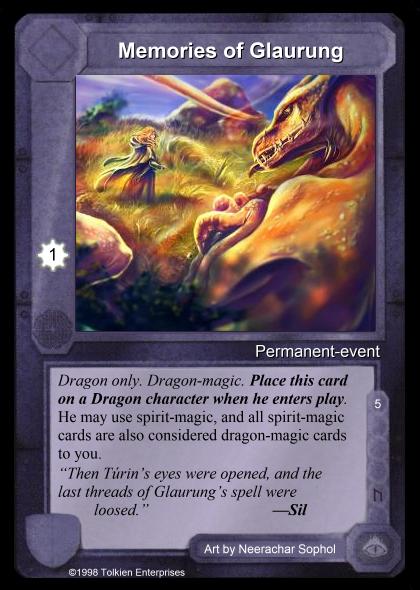 Memories of Glaurung
1
Permanent-event
Dragon only. Dragon-magic. Place this card
on a Dragon character when he enters play.
He may use spirit-magic, and all spirit-magic
cards are also considered dragon-magic cards
to you.
5
“Then Túrin’s eyes were opened, and the
last threads of Glaurung’s spell were
loosed.” —Sil
Art by Neerachar Sophol
©1998 Tolkien Enterprises